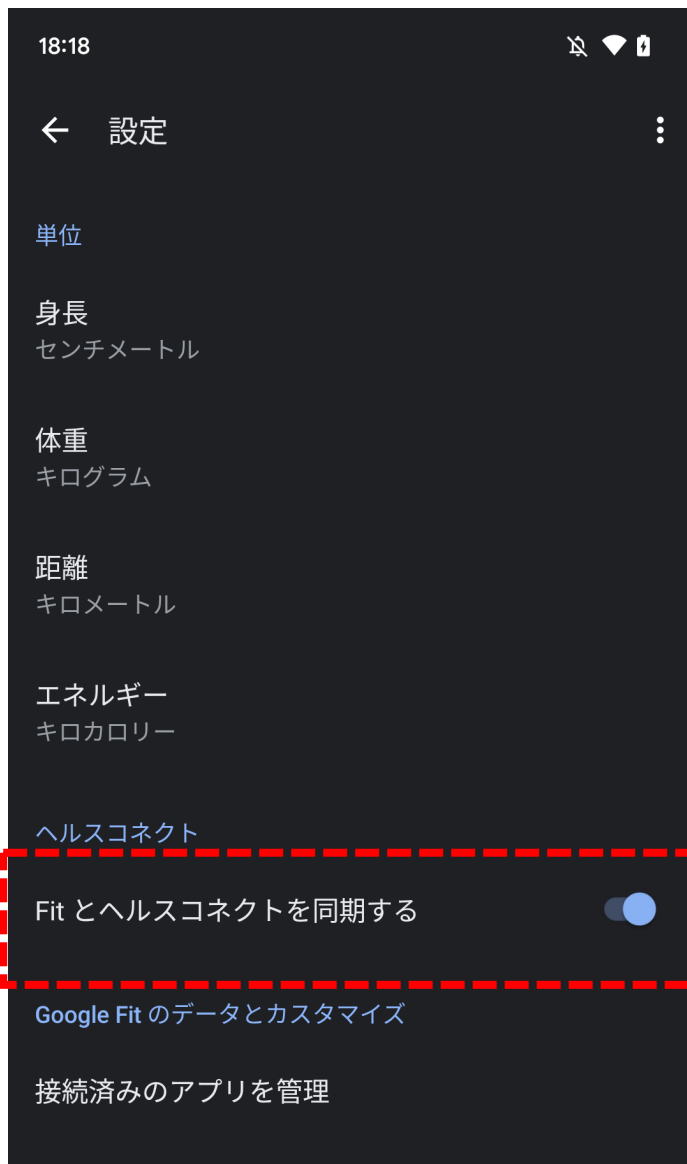 18:18
設定
単位
身長
センチメートル
体重
キログラム
距離
キロメートル
エネルギー
キロカロリー
ヘルスコネクト
Fit とヘルスコネクトを同期する
Google Fit のデータとカスタマイズ
接続済みのアプリを管理